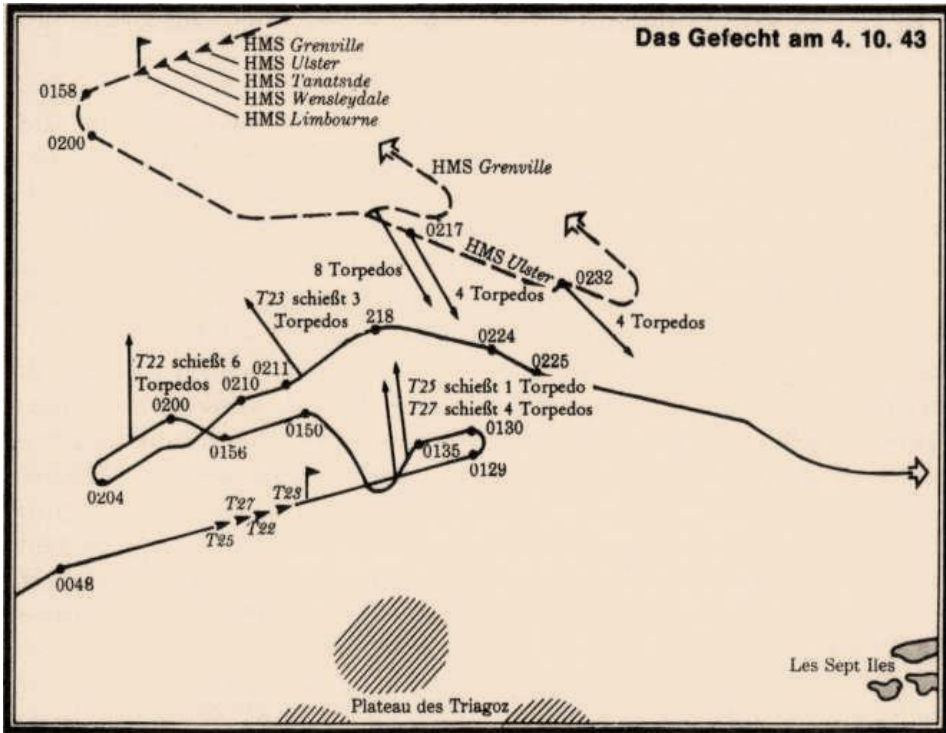 Das Gefecht am 4. 10. 43
HMS Grenville
HMS Ulster
HMS Tanatside
HMS Wensleydale
HMS Limbourne
0158
0200
HMS Grenville
0217
HMS Ulster
0232
8 Torpedos
4 Torpedos
4 Torpedos
T23 schießt 3
Torpedos
218
0224
0225
T22 schießt 6
Torpedos
0211
0210
0200
T25 schießt 1 Torpedo
T27 schießt 4 Torpedos
0150
0156
0130
0135
0129
0204
T23
T27
T22
T25
0048
Les Sept Iles
Plateau des Triagoz